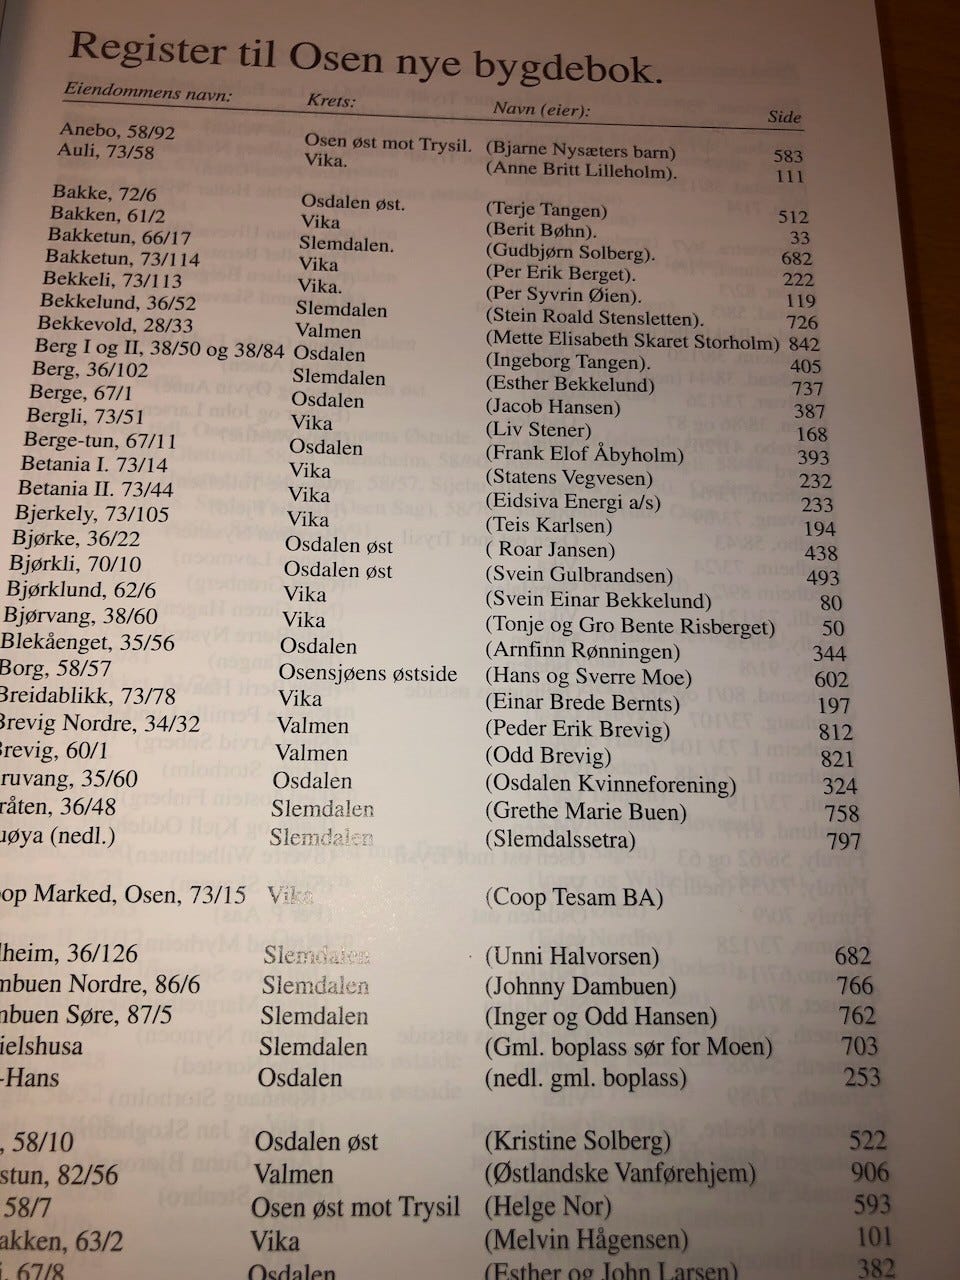 Register til Osen nye bygdebok.
Eiendommens navn: Krets: Navn (eier): Side
Anebo, 58/92 Osen øst mot Trysil. (Bjarne Nysæters barn) 583
Auli, 73/58 Vika. (Anne Britt Lilleholm). 111
Bakke, 72/6 Osdalen øst. (Terje Tangen) 512
Bakken, 61/2 Vika (Berit Bøhn). 33
Bakketun, 66/17 Slemdalen. (Gudbjørn Solberg). 682
Bakketun, 73/114 Vika (Per Erik Berget). 222
Bekkeli, 73/113 Vika. (Per Syvrin Øien). 119
Bekkelund, 36/52 Slemdalen (Stein Roald Stensletten). 726
Bekkevold, 28/33 Valmen (Mette Elisabeth Skaret Storholm) 842
Berg I og II, 38/50 og 38/84 Osdalen (Ingeborg Tangen). 405
Berg, 36/102 Slemdalen (Esther Bekkelund) 737
Berge, 67/1 Osdalen (Jacob Hansen) 387
Bergli, 73/51 Vika (Liv Stener) 168
Berge-tun, 67/11 Osdalen (Frank Elof Åbyholm) 393
Betania I. 73/14 Vika (Statens Vegvesen) 232
Betania II. 73/44 Vika (Eidsiva Energi a/s) 233
Bjerkely, 73/105 Vika (Teis Karlsen) 194
Bjørke, 36/22 Osdalen øst ( Roar Jansen) 438
Bjørkli, 70/10 Osdalen øst (Svein Gulbrandsen) 493
Bjørklund, 62/6 Vika (Svein Einar Bekkelund) 80
Bjørvang, 38/60 Vika (Tonje og Gro Bente Risberget) 50
Blekåenget, 35/56 Osdalen (Arnfinn Rønningen) 344
Borg, 58/57 Osensjøens østside (Hans og Sverre Moe) 602
Breidablikk, 73/78 Vika (Einar Brede Bernts) 197
Brevig Nordre, 34/32 Valmen (Peder Erik Brevig) 812
Brevig, 60/1 Valmen (Odd Brevig) 821
ruvang, 35/60 Osdalen (Osdalen Kvinneforening) 324
råten, 36/48 Slemdalen (Grethe Marie Buen) 758
uøya (nedl.) Slemdalen (Slemdalssetra) 797
oop Marked, Osen, 73/15 Vika (Coop Tesam BA)
lheim, 36/126 Slemdalen (Unni Halvorsen) 682
mbuen Nordre, 86/6 Slemdalen (Johnny Dambuen) 766
mbuen Søre, 87/5 Slemdalen (Inger og Odd Hansen) 762
ielshusa Slemdalen (Gml. boplass sør for Moen) 703
-Hans Osdalen (nedl. gml. boplass) 253
, 58/10 Osdalen øst (Kristine Solberg) 522
stun, 82/56 Valmen (Østlandske Vanførehjem) 906
58/7 Osen øst mot Trysil (Helge Nor) 593
akken, 63/2 Vika (Melvin Hågensen) 101
67/8 Osdalen (Esther og John Larsen) 382